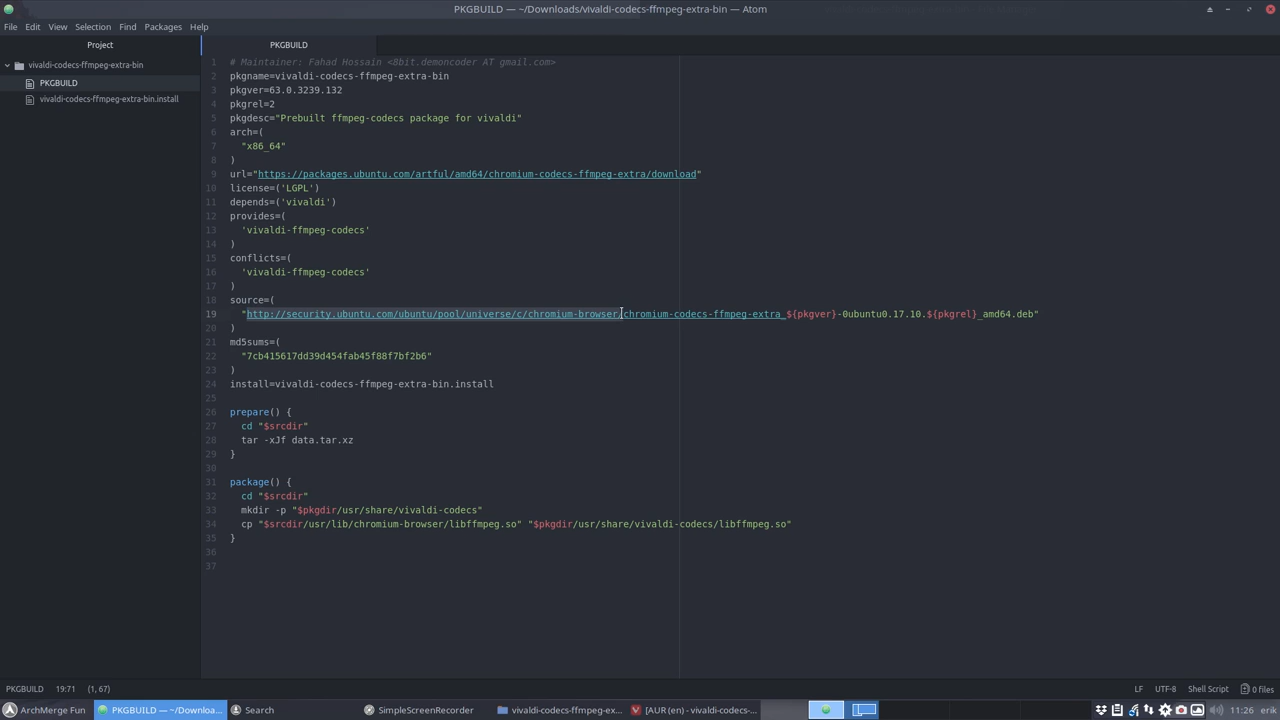 PKGBUILD — ~/Downloads/vivaldi-codecs-ffmpeg-extra-bin — Atom
File Edit View Selection Find Packages Help
Project
PKGBUILD
vivaldi-codecs-ffmpeg-extra-bin
PKGBUILD
vivaldi-codecs-ffmpeg-extra-bin.install
1 # Maintainer: Fahad Hossain <8bit.demoncoder AT gmail.com>
2 pkgname=vivaldi-codecs-ffmpeg-extra-bin
3 pkgver=63.0.3239.132
4 pkgrel=2
5 pkgdesc="Prebuilt ffmpeg-codecs package for vivaldi"
6 arch=(
7 "x86_64"
8 )
9 url="https://packages.ubuntu.com/artful/amd64/chromium-codecs-ffmpeg-extra/download"
10 license=('LGPL')
11 depends=('vivaldi')
12 provides=(
13 'vivaldi-ffmpeg-codecs'
14 )
15 conflicts=(
16 'vivaldi-ffmpeg-codecs'
17 )
18 source=(
19 "http://security.ubuntu.com/ubuntu/pool/universe/c/chromium-browser/chromium-codecs-ffmpeg-extra_${pkgver}-0ubuntu0.17.10.${pkgrel}_amd64.deb"
20 )
21 md5sums=(
22 "7cb415617dd39d454fab45f88f7bf2b6"
23 )
24 install=vivaldi-codecs-ffmpeg-extra-bin.install
25
26 prepare() {
27 cd "$srcdir"
28 tar -xJf data.tar.xz
29 }
30
31 package() {
32 cd "$srcdir"
33 mkdir -p "$pkgdir/usr/share/vivaldi-codecs"
34 cp "$srcdir/usr/lib/chromium-browser/libffmpeg.so" "$pkgdir/usr/share/vivaldi-codecs/libffmpeg.so"
35 }
36
37
PKGBUILD 19:71 (1, 67) LF UTF-8 Shell Script 0 files
ArchMerge Fun PKGBUILD — ~/Downloa... Search SimpleScreenRecorder vivaldi-codecs-ffmpeg-ex... [AUR (en) - vivaldi-codecs-... 11:26 erik